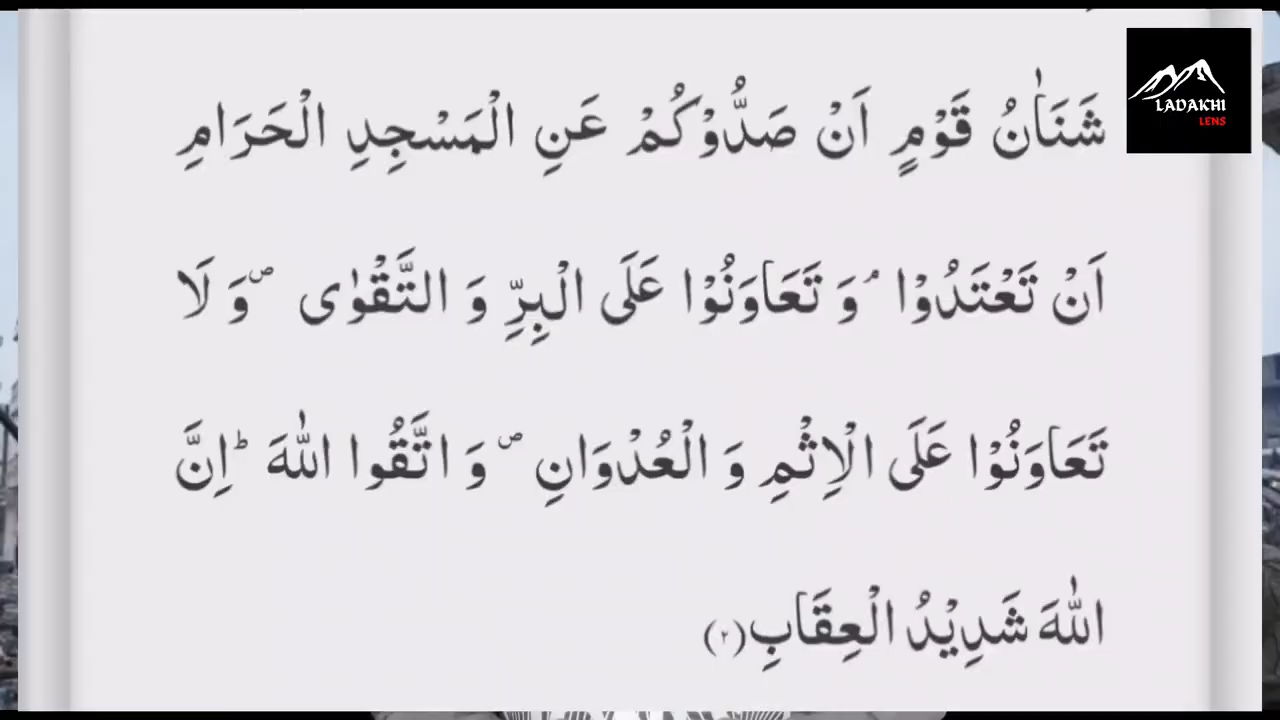 LADAKHI
LENS
شَنَاٰنُ قَوْمٍ اَنْ صَدُّوْكُمْ عَنِ الْمَسْجِدِ الْحَرَامِ
اَنْ تَعْتَدُوْا ۘ وَ تَعَاوَنُوْا عَلَى الْبِرِّ وَ التَّقْوٰى ۪ وَ لَا
تَعَاوَنُوْا عَلَى الْاِثْمِ وَ الْعُدْوَانِ ۪ وَ اتَّقُوا اللّٰهَ ؕ اِنَّ
اللّٰهَ شَدِیْدُ الْعِقَابِ(۲)